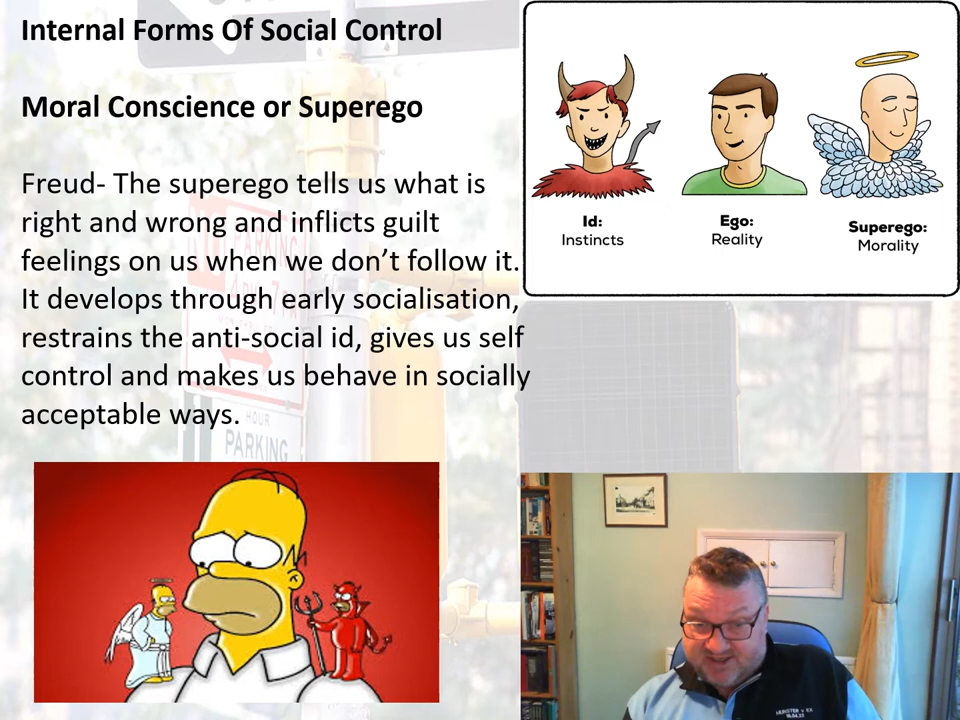 Internal Forms Of Social Control
Moral Conscience or Superego
Freud- The superego tells us what is
right and wrong and inflicts guilt
feelings on us when we don’t follow it.
It develops through early socialisation,
restrains the anti-social id, gives us self
control and makes us behave in socially
acceptable ways.
Id:
Instincts
Ego:
Reality
Superego:
Morality
PARKING
HOUR
PARKING